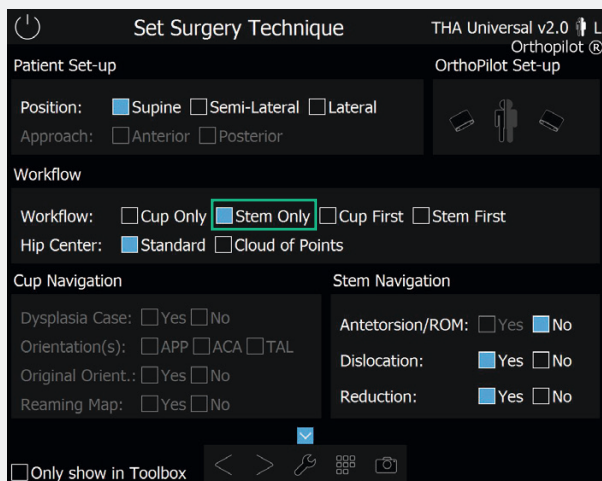 Set Surgery Technique
THA Universal v2.0 L
Orthopilot ®
Patient Set-up
OrthoPilot Set-up
Position: Supine Semi-Lateral Lateral
Approach: Anterior Posterior
Workflow
Workflow: Cup Only Stem Only Cup First Stem First
Hip Center: Standard Cloud of Points
Cup Navigation
Dysplasia Case: Yes No
Orientation(s): APP ACA TAL
Original Orient.: Yes No
Reaming Map: Yes No
Stem Navigation
Antetorsion/ROM: Yes No
Dislocation: Yes No
Reduction: Yes No
Only show in Toolbox